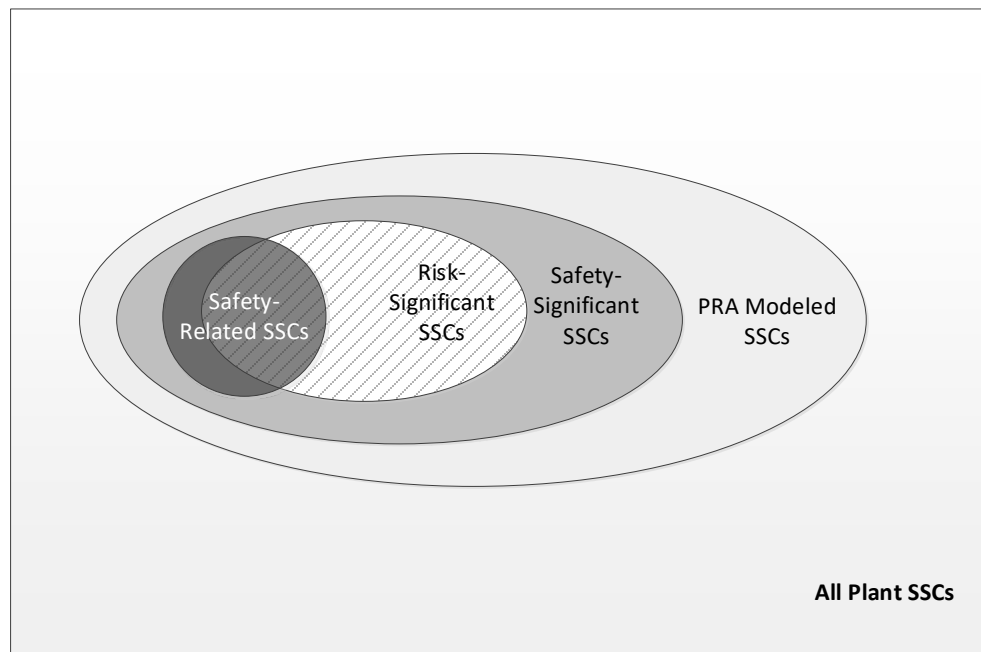 Safety-
Related SSCs
Risk-
Significant
SSCs
Safety-
Significant
SSCs
PRA Modeled
SSCs
All Plant SSCs